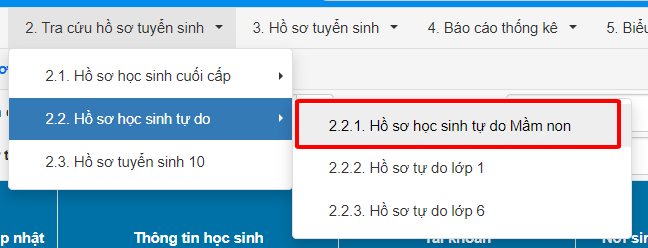 2. Tra cứu hồ sơ tuyển sinh
3. Hồ sơ tuyển sinh
4. Báo cáo thống kê
5. Biểu
2.1. Hồ sơ học sinh cuối cấp
2.2. Hồ sơ học sinh tự do
2.3. Hồ sơ tuyển sinh 10
2.2.1. Hồ sơ học sinh tự do Mầm non
2.2.2. Hồ sơ tự do lớp 1
2.2.3. Hồ sơ tự do lớp 6
nhật
Thông tin học sinh
Tài khoản